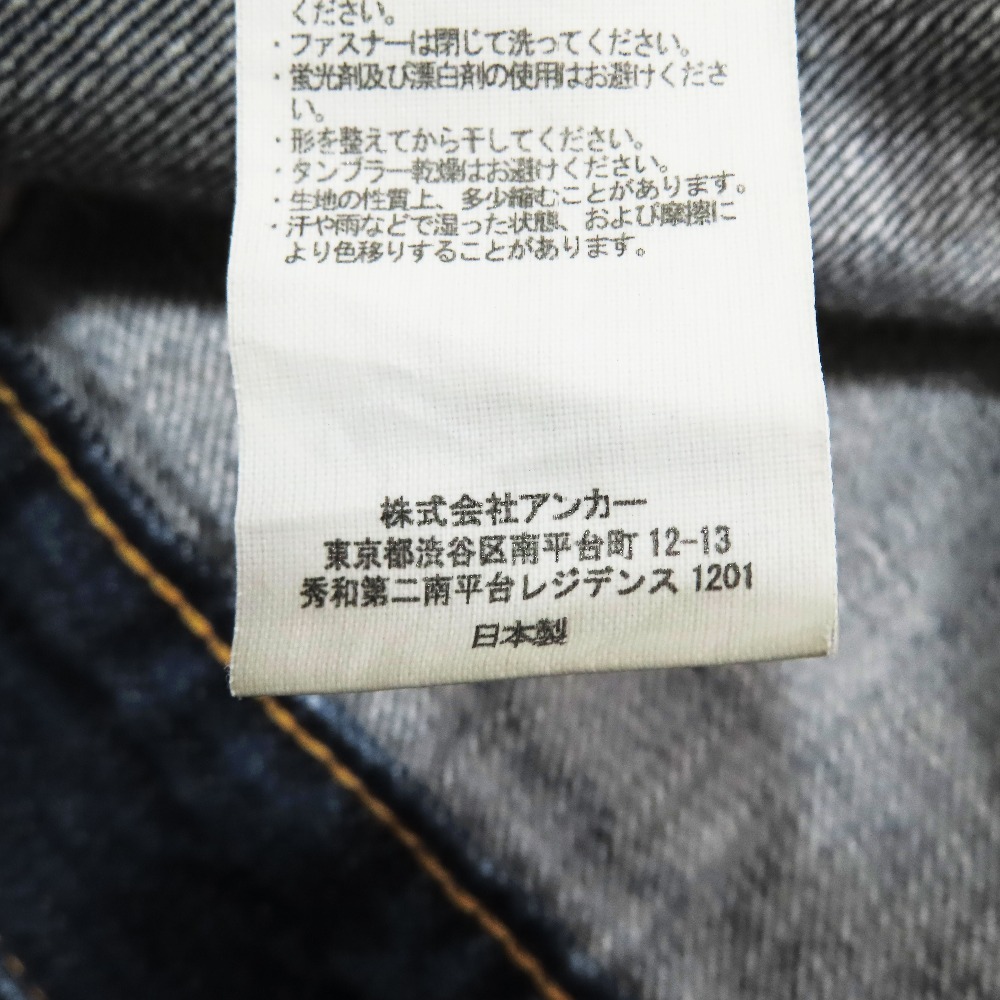 ください。
・ファスナーは閉じて洗ってください。
・蛍光剤及び漂白剤の使用はお避けくださ
い。
・形を整えてから干してください。
・タンブラー乾燥はお避けください。
・生地の性質上、多少縮むことがあります。
・汗や雨などで湿った状態、および摩擦に
より色移りすることがあります。
株式会社アンカー
東京都渋谷区南平台町 12-13
秀和第二南平台レジデンス 1201
日本製